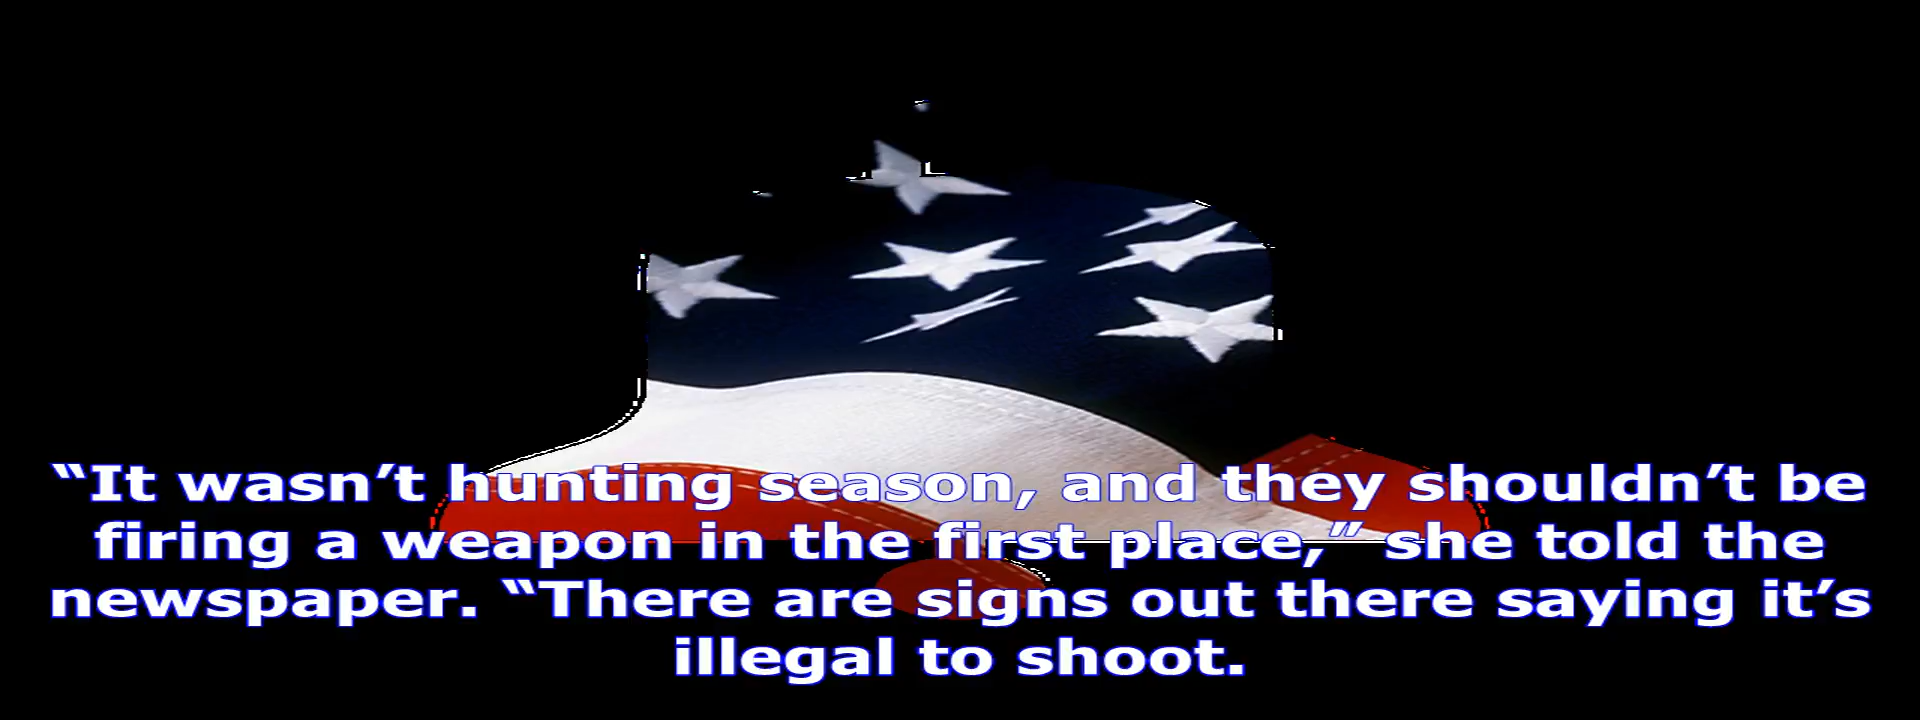 “It wasn’t hunting season, and they shouldn’t be
firing a weapon in the first place,” she told the
newspaper. “There are signs out there saying it’s
illegal to shoot.